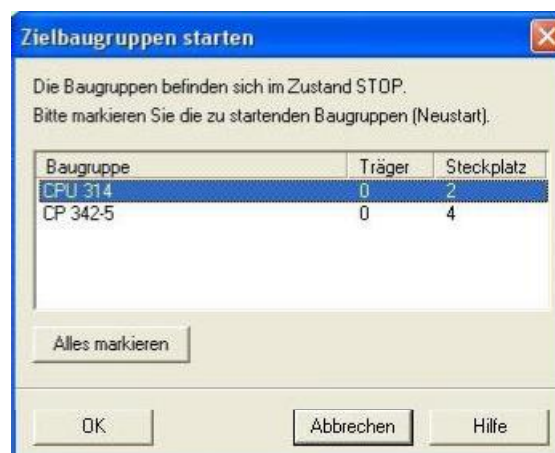 Zielbaugruppen starten
Die Baugruppen befinden sich im Zustand STOP.
Bitte markieren Sie die zu startenden Baugruppen (Neustart).
Baugruppe Träger Steckplatz
CPU 314 0 2
CP 342-5 0 4
Alles markieren
OK Abbrechen Hilfe